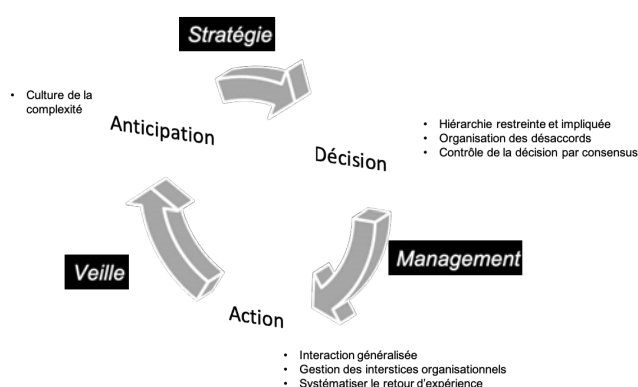 Stratégie
• Culture de la
complexité
Anticipation
• Hiérarchie restreinte et impliquée
• Organisation des désaccords
• Contrôle de la décision par consensus
Décision
Veille
Management
Action
• Interaction généralisée
• Gestion des interstices organisationnels
• Systématiser le retour d'expérience